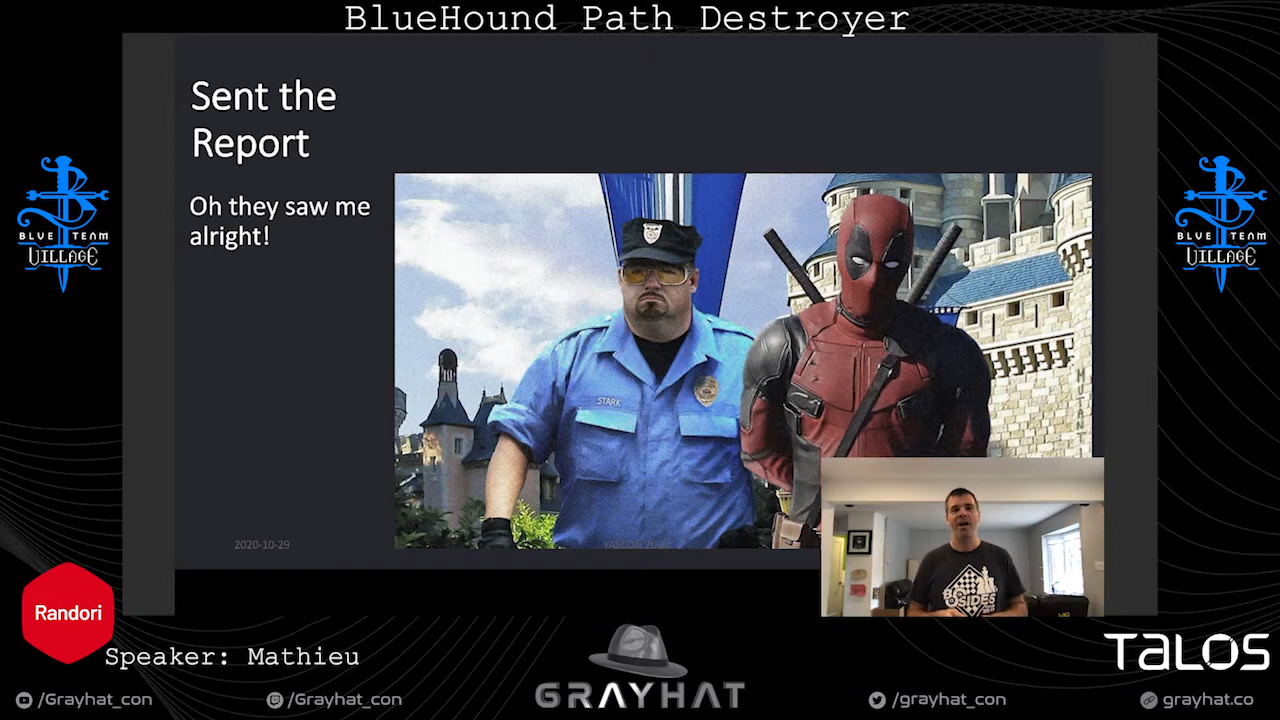 BlueHound Path Destroyer
Sent the
Report
Oh they saw me
alright!
STARK
2020-10-29
BLUE TEAM
VILLAGE
BLUE TEAM
VILLAGE
BSIDES
Randori
Speaker: Mathieu
GRAYHAT
TALOS
/Grayhat_con
/Grayhat_con
/grayhat_con
grayhat.co